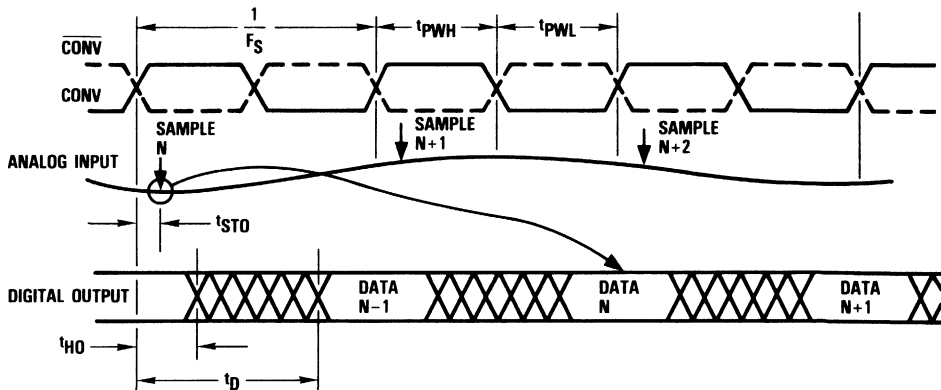 1
F_S
t_PWH
t_PWL
C̅O̅N̅V̅
CONV
SAMPLE
N
SAMPLE
N+1
SAMPLE
N+2
ANALOG INPUT
t_STO
DIGITAL OUTPUT
DATA
N-1
DATA
N
DATA
N+1
t_HO
t_D